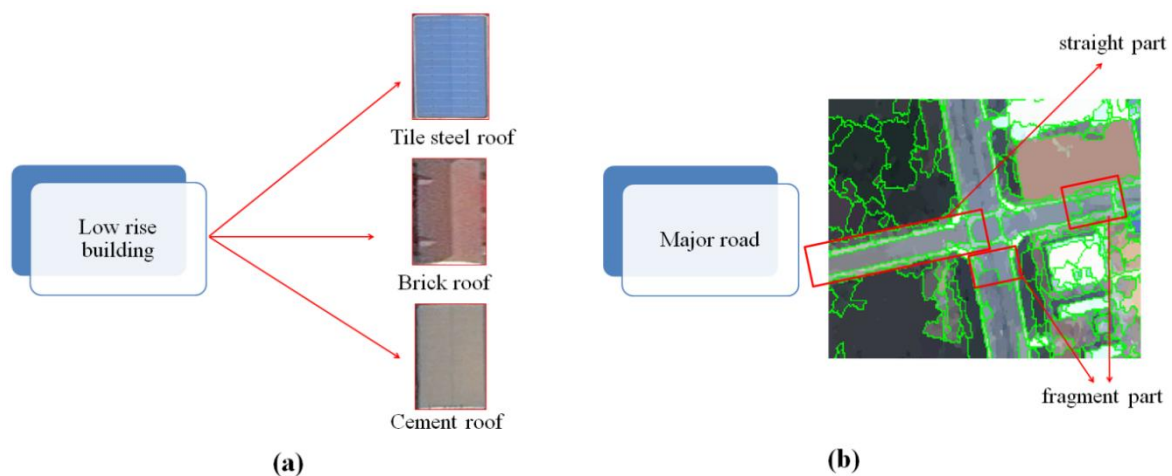 Low rise
building
Tile steel roof
Brick roof
Cement roof
(a)
straight part
Major road
fragment part
(b)